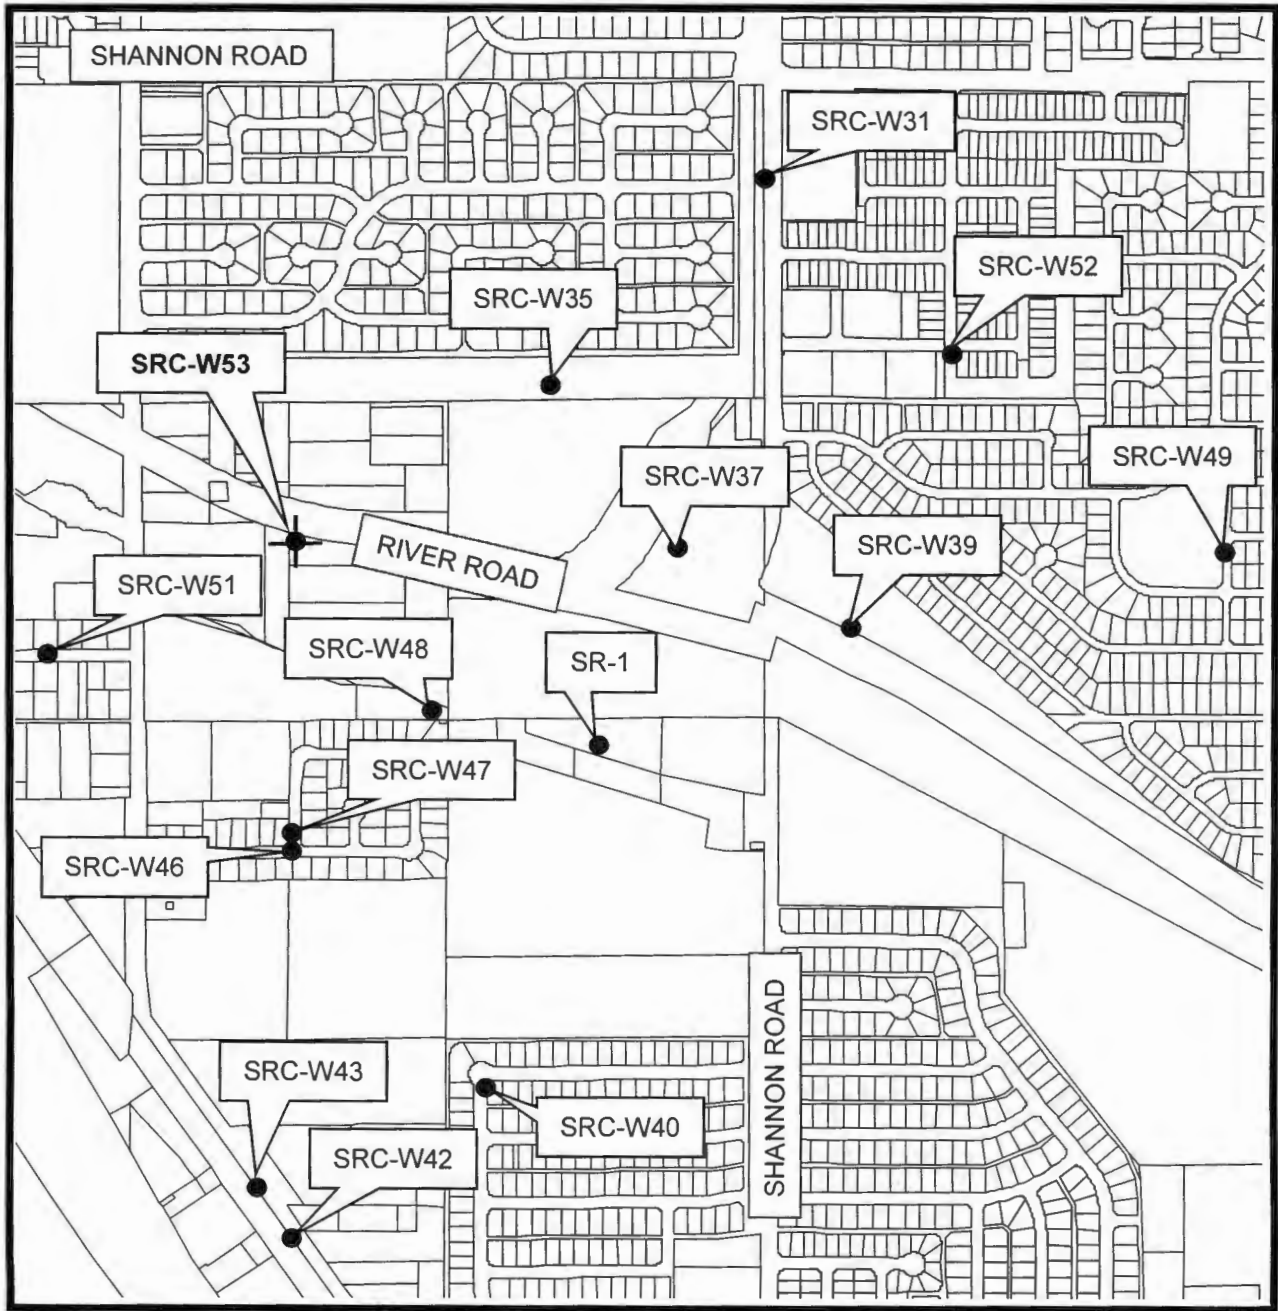 SHANNON ROAD
SRC-W31
SRC-W52
SRC-W35
SRC-W53
SRC-W49
SRC-W37
SRC-W39
RIVER ROAD
SRC-W51
SRC-W48
SR-1
SRC-W47
SRC-W46
SHANNON ROAD
SRC-W43
SRC-W40
SRC-W42